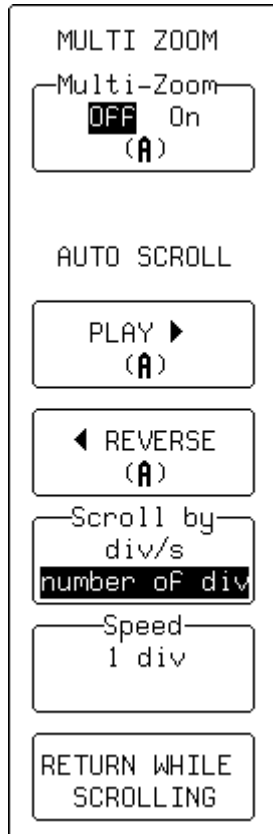 MULTI ZOOM
Multi-Zoom
OFF On
(A)
AUTO SCROLL
PLAY ▶
(A)
◀ REVERSE
(A)
Scroll by
div/s
number of div
Speed
1 div
RETURN WHILE
SCROLLING